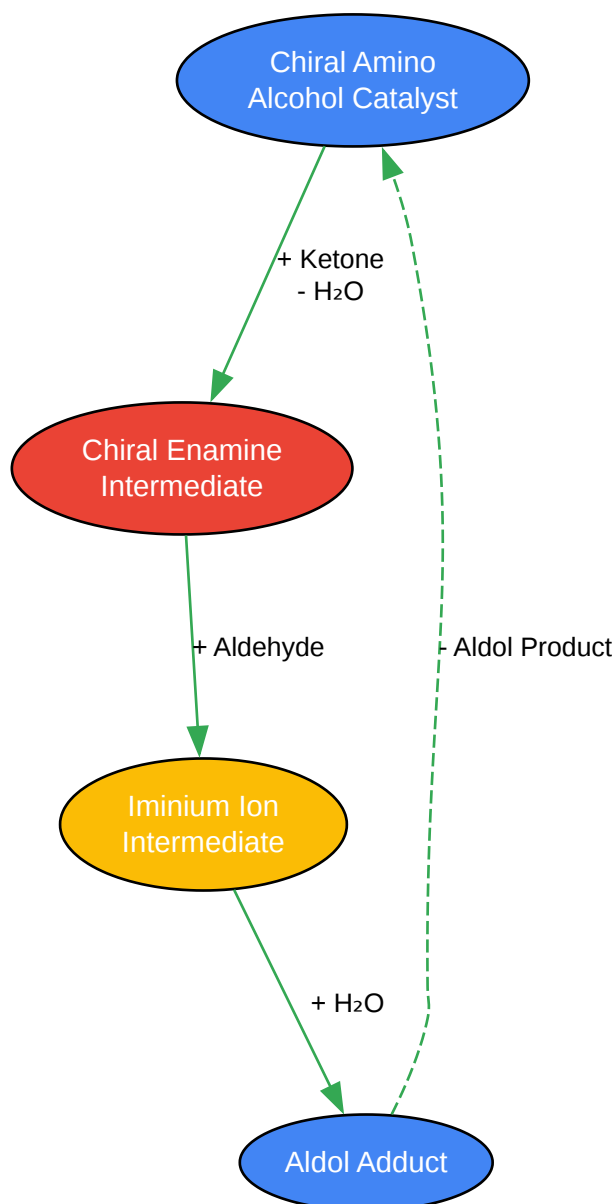 Chiral Amino
Alcohol Catalyst
+ Ketone
- H₂O
Chiral Enamine
Intermediate
+ Aldehyde
- Aldol Product
Iminium Ion
Intermediate
+ H₂O
Aldol Adduct